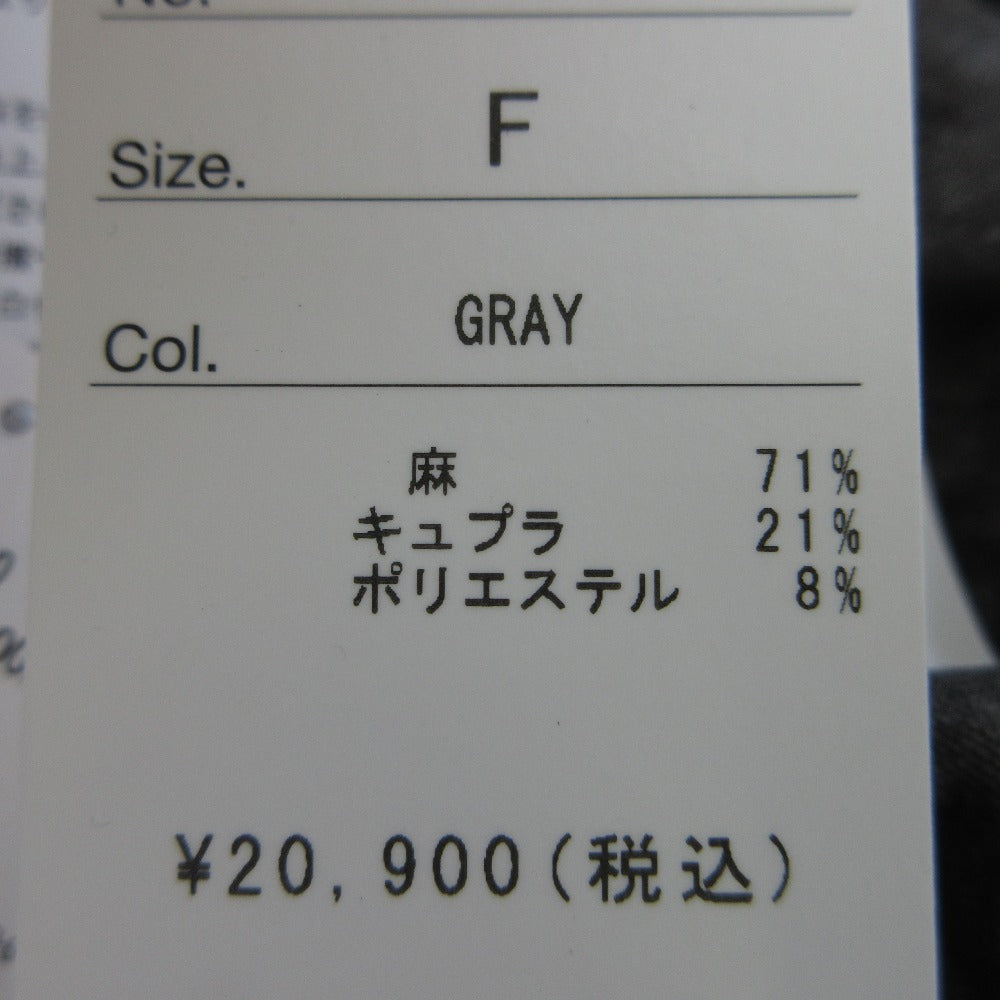 No.
Size. F
Col. GRAY
麻 71%
キュプラ 21%
ポリエステル 8%
¥20,900(税込)